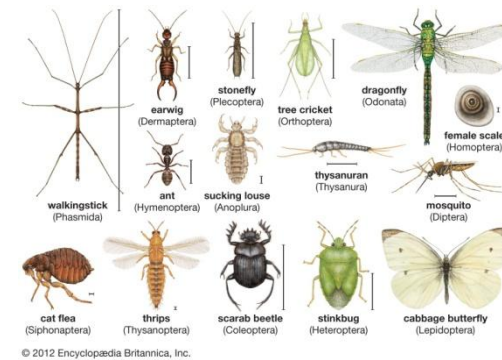 earwig
(Dermaptera)
stonefly
(Plecoptera)
tree cricket
(Orthoptera)
dragonfly
(Odonata)
female scale
(Homoptera)
walkingstick
(Phasmida)
ant
(Hymenoptera)
sucking louse
(Anoplura)
thysanuran
(Thysanura)
mosquito
(Diptera)
cat flea
(Siphonaptera)
thrips
(Thysanoptera)
scarab beetle
(Coleoptera)
stinkbug
(Heteroptera)
cabbage butterfly
(Lepidoptera)
© 2012 Encyclopædia Britannica, Inc.